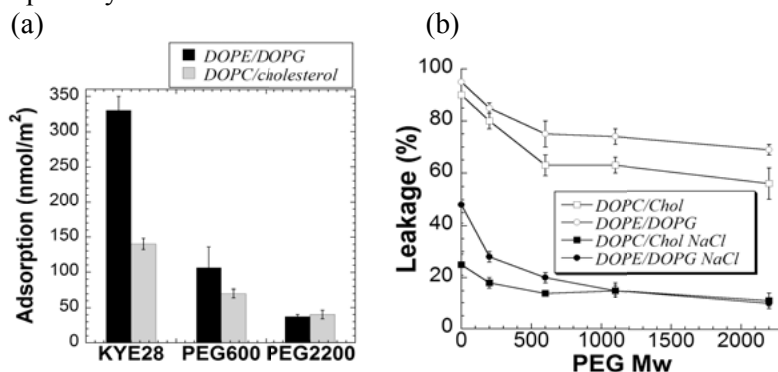 (a)
DOPE/DOPG
DOPC/cholesterol
Adsorption (nmol/m²)
350
300
250
200
150
100
50
0
KYE28 PEG600 PEG2200
(b)
Leakage (%)
100
80
60
40
20
0
DOPC/Chol
DOPE/DOPG
DOPC/Chol NaCl
DOPE/DOPG NaCl
0 500 1000 1500 2000
PEG Mw